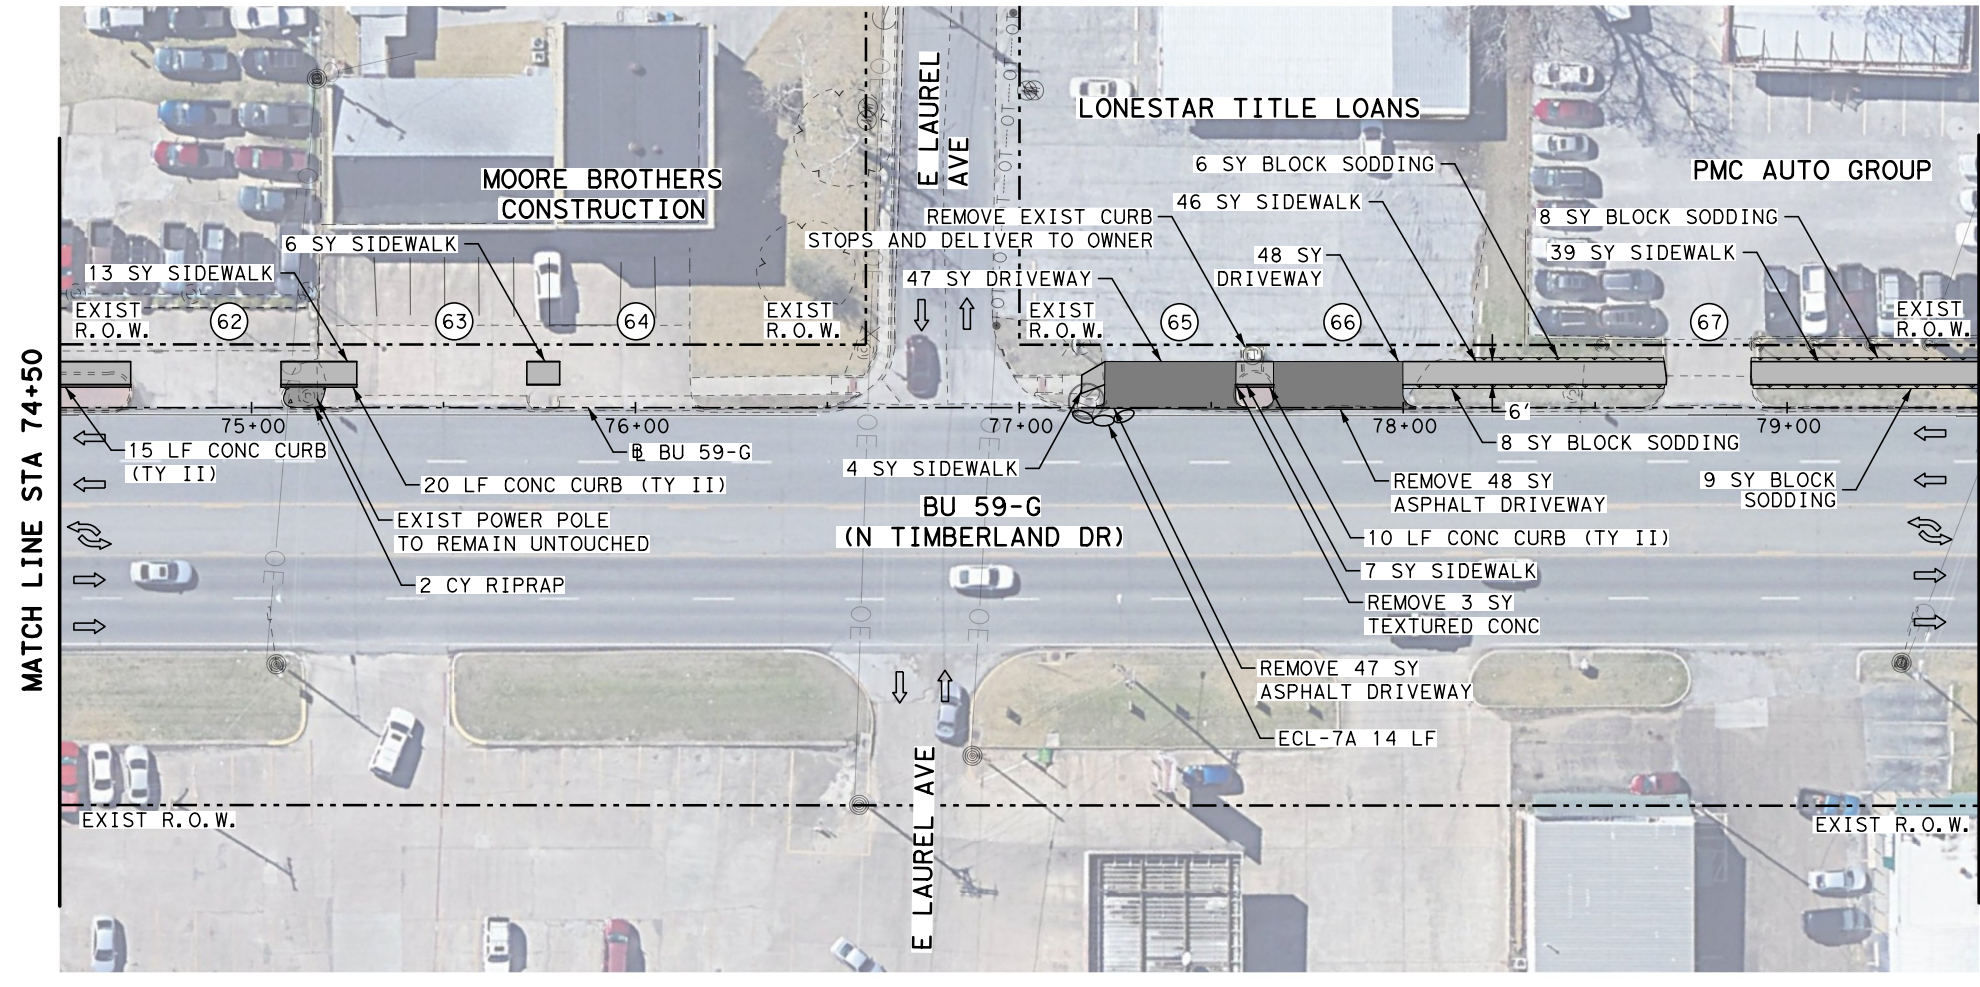 MATCH LINE STA 74+50
E LAUREL
AVE
LONESTAR TITLE LOANS
PMC AUTO GROUP
MOORE BROTHERS
CONSTRUCTION
6 SY BLOCK SODDING
46 SY SIDEWALK
REMOVE EXIST CURB
STOPS AND DELIVER TO OWNER
8 SY BLOCK SODDING
39 SY SIDEWALK
6 SY SIDEWALK
13 SY SIDEWALK
47 SY DRIVEWAY
48 SY
DRIVEWAY
EXIST
R.O.W.
62
63
64
EXIST
R.O.W.
EXIST
R.O.W.
65
66
67
EXIST
R.O.W.
75+00
76+00
77+00
78+00
79+00
6'
15 LF CONC CURB
(TY II)
BL BU 59-G
20 LF CONC CURB (TY II)
EXIST POWER POLE
TO REMAIN UNTOUCHED
2 CY RIPRAP
4 SY SIDEWALK
BU 59-G
(N TIMBERLAND DR)
8 SY BLOCK SODDING
9 SY BLOCK
SODDING
REMOVE 48 SY
ASPHALT DRIVEWAY
10 LF CONC CURB (TY II)
7 SY SIDEWALK
REMOVE 3 SY
TEXTURED CONC
REMOVE 47 SY
ASPHALT DRIVEWAY
ECL-7A 14 LF
OE
OE
OE
OE
OE
OE
E LAUREL AVE
EXIST R.O.W.
EXIST R.O.W.